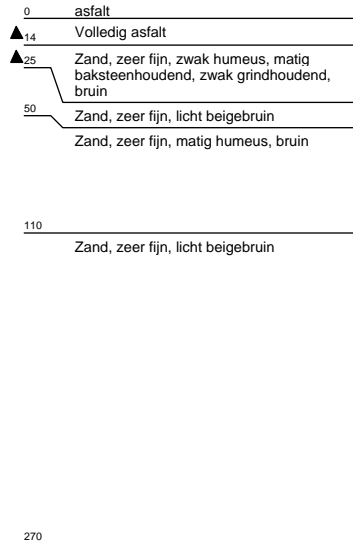 0 asfalt
14 Volledig asfalt
25 Zand, zeer fijn, zwak humeus, matig
baksteenhoudend, zwak grindhoudend,
bruin
50 Zand, zeer fijn, licht beigebruin
Zand, zeer fijn, matig humeus, bruin
110
Zand, zeer fijn, licht beigebruin
270